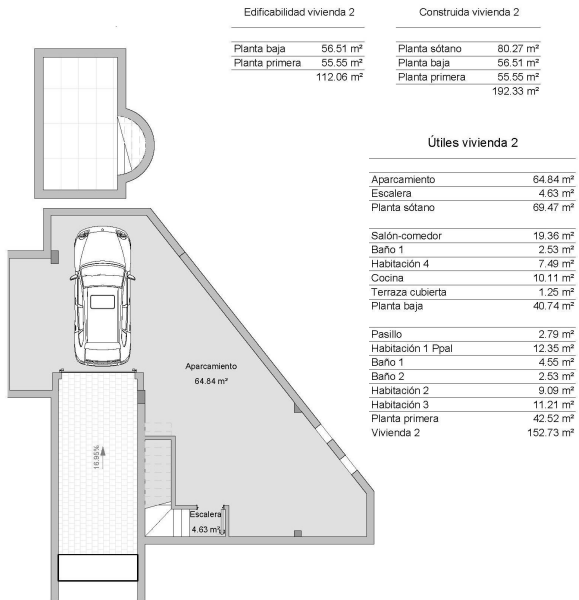 Edificabilidad vivienda 2
Planta baja 56.51 m²
Planta primera 55.55 m²
112.06 m²
Construida vivienda 2
Planta sótano 80.27 m²
Planta baja 56.51 m²
Planta primera 55.55 m²
192.33 m²
Útiles vivienda 2
Aparcamiento 64.84 m²
Escalera 4.63 m²
Planta sótano 69.47 m²
Salón-comedor 19.36 m²
Baño 1 2.53 m²
Habitación 4 7.49 m²
Cocina 10.11 m²
Terraza cubierta 1.25 m²
Planta baja 40.74 m²
Pasillo 2.79 m²
Habitación 1 Ppal 12.35 m²
Baño 1 4.55 m²
Baño 2 2.53 m²
Habitación 2 9.09 m²
Habitación 3 11.21 m²
Planta primera 42.52 m²
Vivienda 2 152.73 m²
Aparcamiento
64.84 m²
16.95%
Escalera
4.63 m²